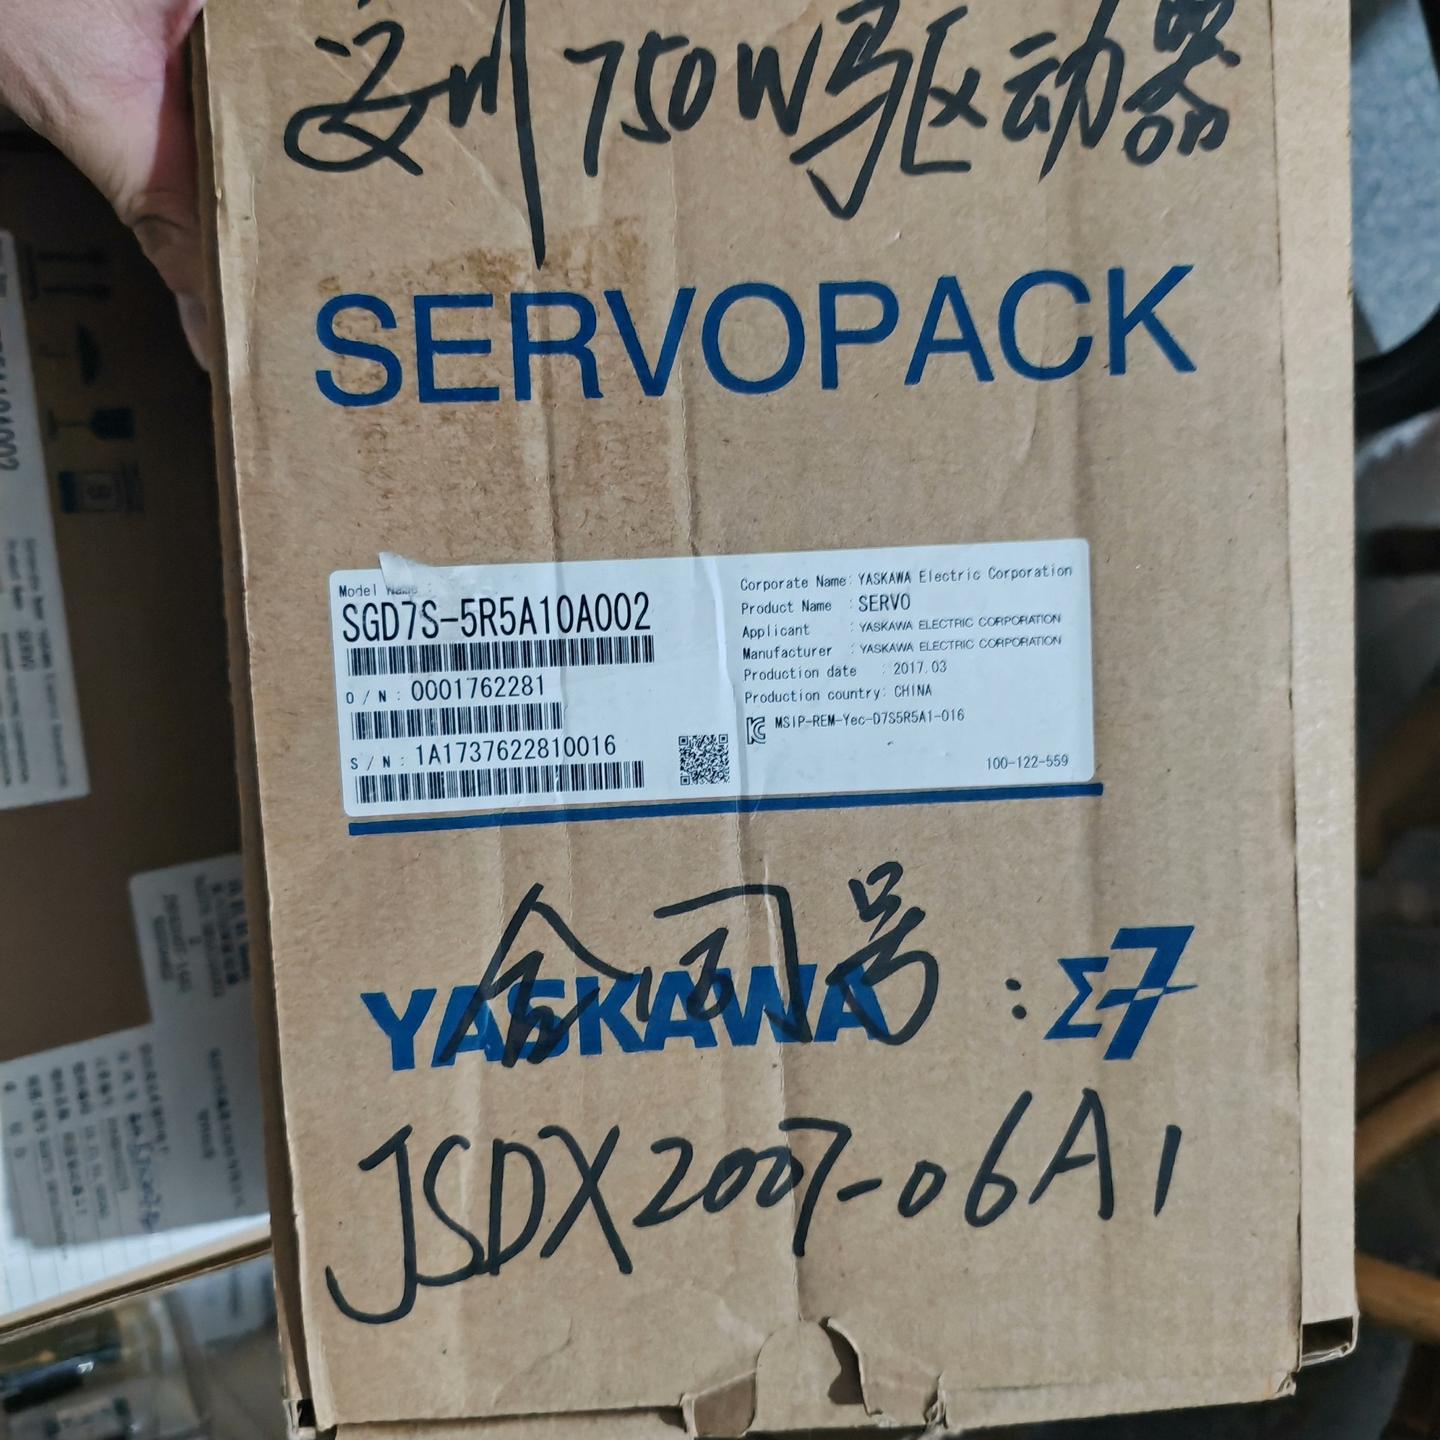 安川750W驱动器
SERVOPACK
Model Name :
SGD7S-5R5A10A002
O / N : 0001762281
S / N : 1A1737622810016
Corporate Name: YASKAWA Electric Corporation
Product Name : SERVO
Applicant : YASKAWA ELECTRIC CORPORATION
Manufacturer : YASKAWA ELECTRIC CORPORATION
Production date : 2017.03
Production country: CHINA
MSIP-REM-Yec-D7S5R5A1-016
100-122-559
合司号:
YASKAWA Σ7
JSDX2007-06A1